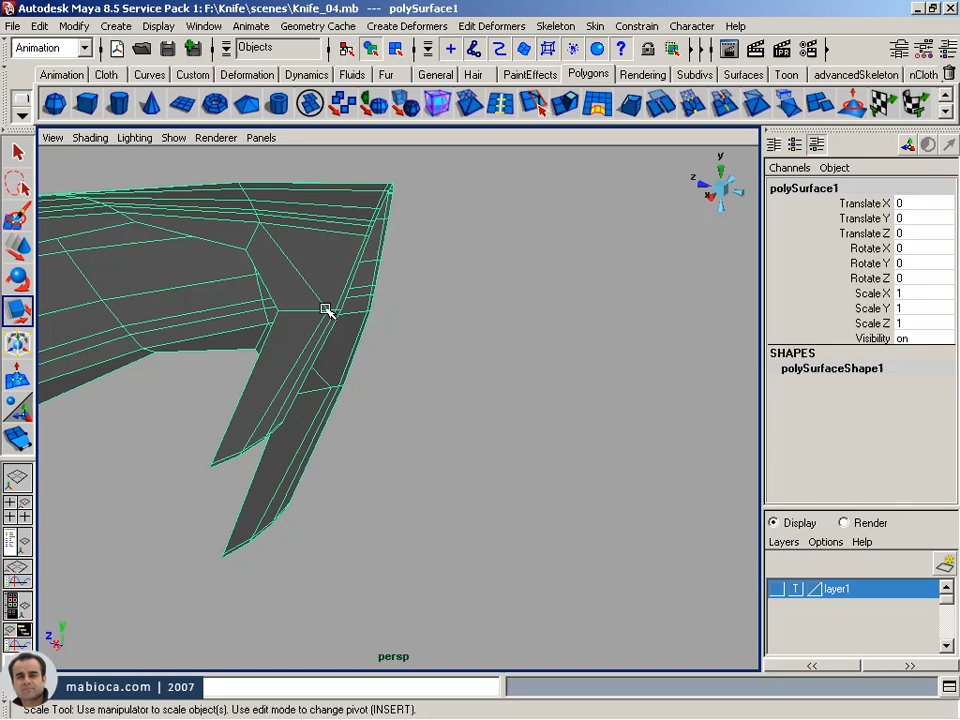 Autodesk Maya 8.5 Service Pack 1: F:\Knife\scenes\Knife_04.mb --- polySurface1
File Edit Modify Create Display Window Animate Geometry Cache Create Deformers Edit Deformers Skeleton Skin Constrain Character Help
Animation Objects
Animation Cloth Curves Custom Deformation Dynamics Fluids Fur General Hair PaintEffects Polygons Rendering Subdivs Surfaces Toon advancedSkeleton nCloth
View Shading Lighting Show Renderer Panels
Channels Object
polySurface1
Translate X 0
Translate Y 0
Translate Z 0
Rotate X 0
Rotate Y 0
Rotate Z 0
Scale X 1
Scale Y 1
Scale Z 1
Visibility on
SHAPES
polySurfaceShape1
y
z
x
Display Render
Layers Options Help
T layer1
y
z
x
persp
<< >>
mabioca.com | 2007
Scale Tool: Use manipulator to scale object(s). Use edit mode to change pivot (INSERT).